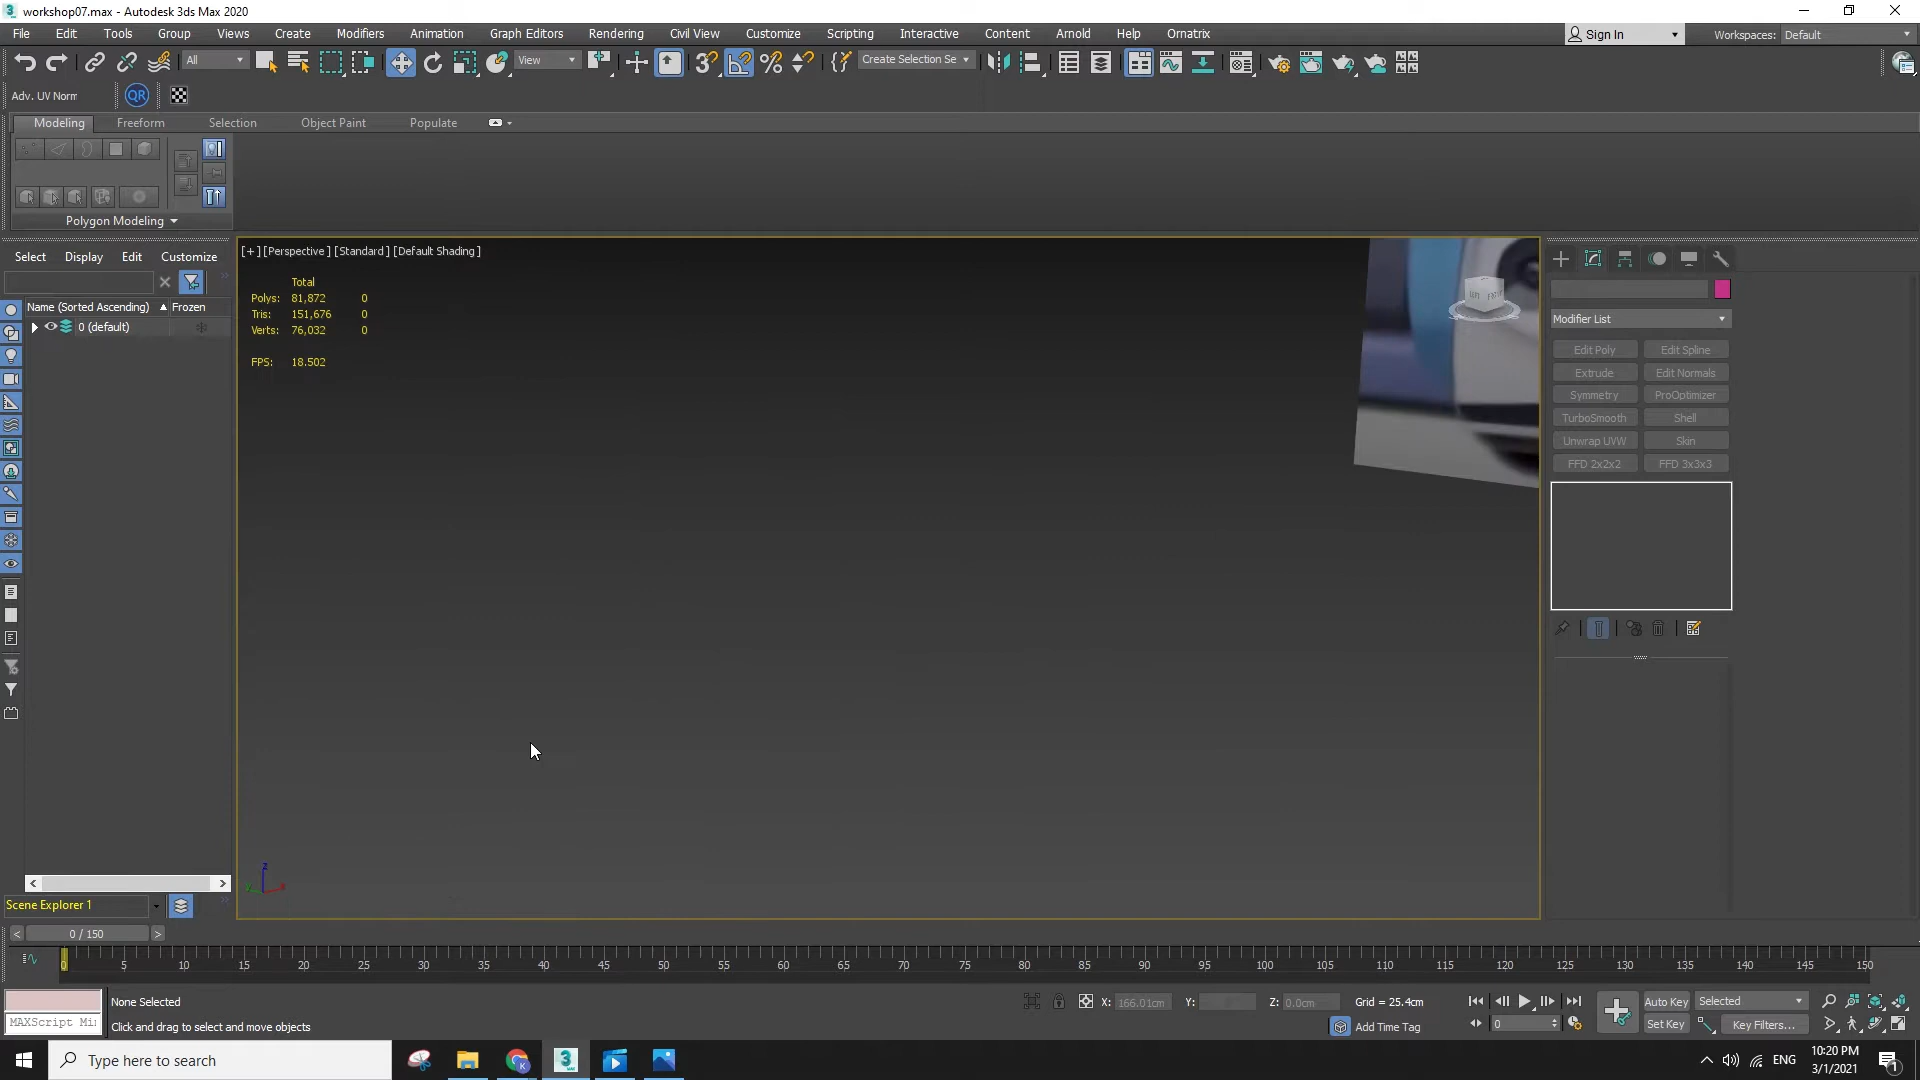 workshop07.max - Autodesk 3ds Max 2020
File Edit Tools Group Views Create Modifiers Animation Graph Editors Rendering Civil View Customize Scripting Interactive Content Arnold Help Ornatrix
Sign In
Workspaces: Default
All
View
Create Selection Se
Adv. UV Norm
QR
Modeling Freeform Selection Object Paint Populate
Polygon Modeling
Select Display Edit Customize
[+] [Perspective] [Standard] [Default Shading]
Total
Polys: 81,872 0
Tris: 151,676 0
Verts: 76,032 0
FPS: 18.502
Name (Sorted Ascending) Frozen
0 (default)
Modifier List
Edit Poly Edit Spline
Extrude Edit Normals
Symmetry ProOptimizer
TurboSmooth Shell
Unwrap UVW Skin
FFD 2x2x2 FFD 3x3x3
z
x
Scene Explorer 1
0 / 150
0 5 10 15 20 25 30 35 40 45 50 55 60 65 70 75 80 85 90 95 100 105 110 115 120 125 130 135 140 145 150
None Selected
X: 166.01cm Y: Z: 0.0cm Grid = 25.4cm
Auto Key Selected
MAXScript Mi
Click and drag to select and move objects
Add Time Tag
0
Set Key Key Filters...
Type here to search
ENG
10:20 PM
3/1/2021
1